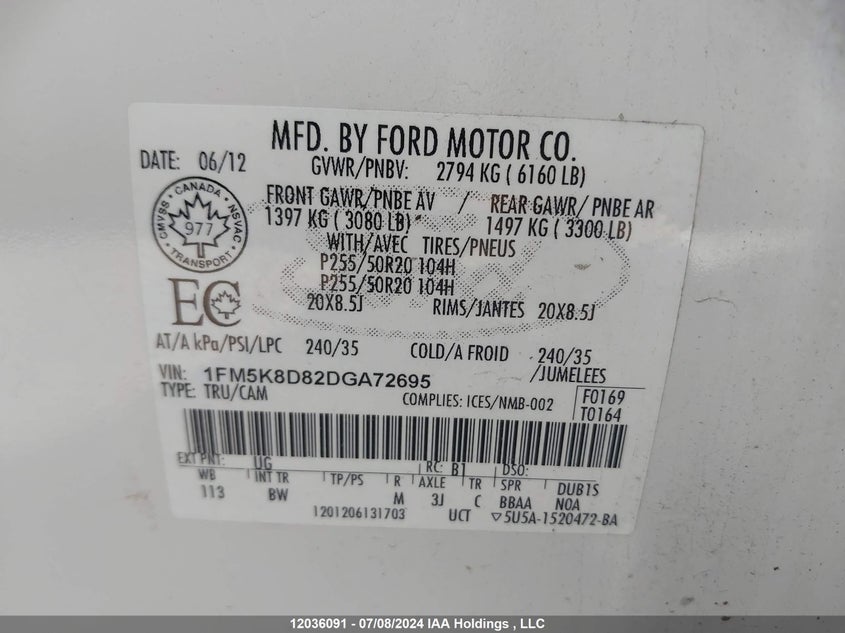 MFD. BY FORD MOTOR CO.
DATE: 06/12 GVWR/PNBV: 2794 KG ( 6160 LB)
FRONT GAWR/PNBE AV / REAR GAWR/ PNBE AR
1397 KG ( 3080 LB) 1497 KG ( 3300 LB)
WITH/AVEC TIRES/PNEUS
P255/50R20 104H
P255/50R20 104H
20X8.5J RIMS/JANTES 20X8.5J
CANADA
CMVSS
977
NSVAC
TRANSPORT
EC
AT/A kPa/PSI/LPC 240/35 COLD/A FROID 240/35
VIN: 1FM5K8D82DGA72695 /JUMELEES
TYPE: TRU/CAM COMPLIES: ICES/NMB-002 F0169
T0164
EXT PNT: UG RC: B1 DSO:
WB INT TR TP/PS R AXLE TR SPR DUB1S
113 BW M 3J C BBAA NOA
1201206131703 UCT ▽5U5A-1520472-BA
12036091 - 07/08/2024 IAA Holdings , LLC